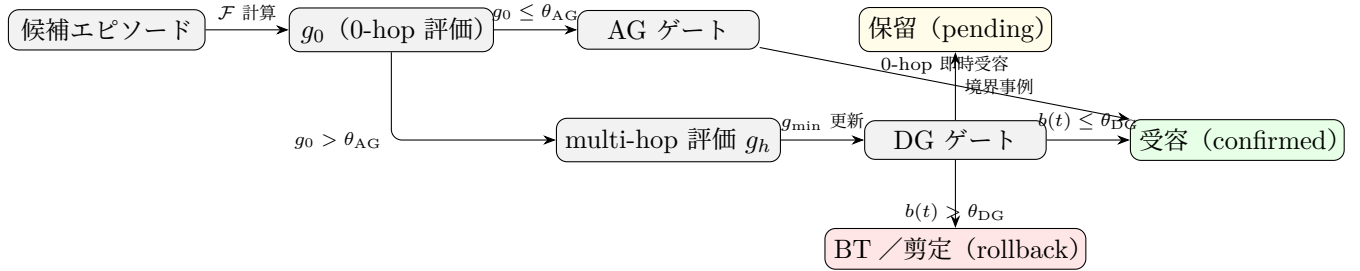 候補エピソード
𝓕 計算
g₀（0-hop 評価）
g₀ ≤ θ_AG
AG ゲート
保留（pending）
0-hop 即時受容
境界事例
g₀ > θ_AG
multi-hop 評価 g_h
g_min 更新
DG ゲート
b(t) ≤ θ_DG
受容（confirmed）
b(t) > θ_DG
BT ／剪定（rollback）